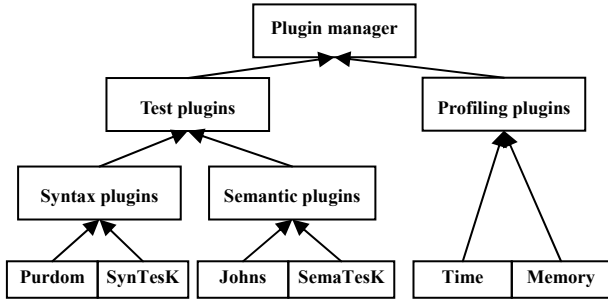 Plugin manager
Test plugins
Profiling plugins
Syntax plugins
Semantic plugins
Purdom SynTesK Johns SemaTesK Time Memory